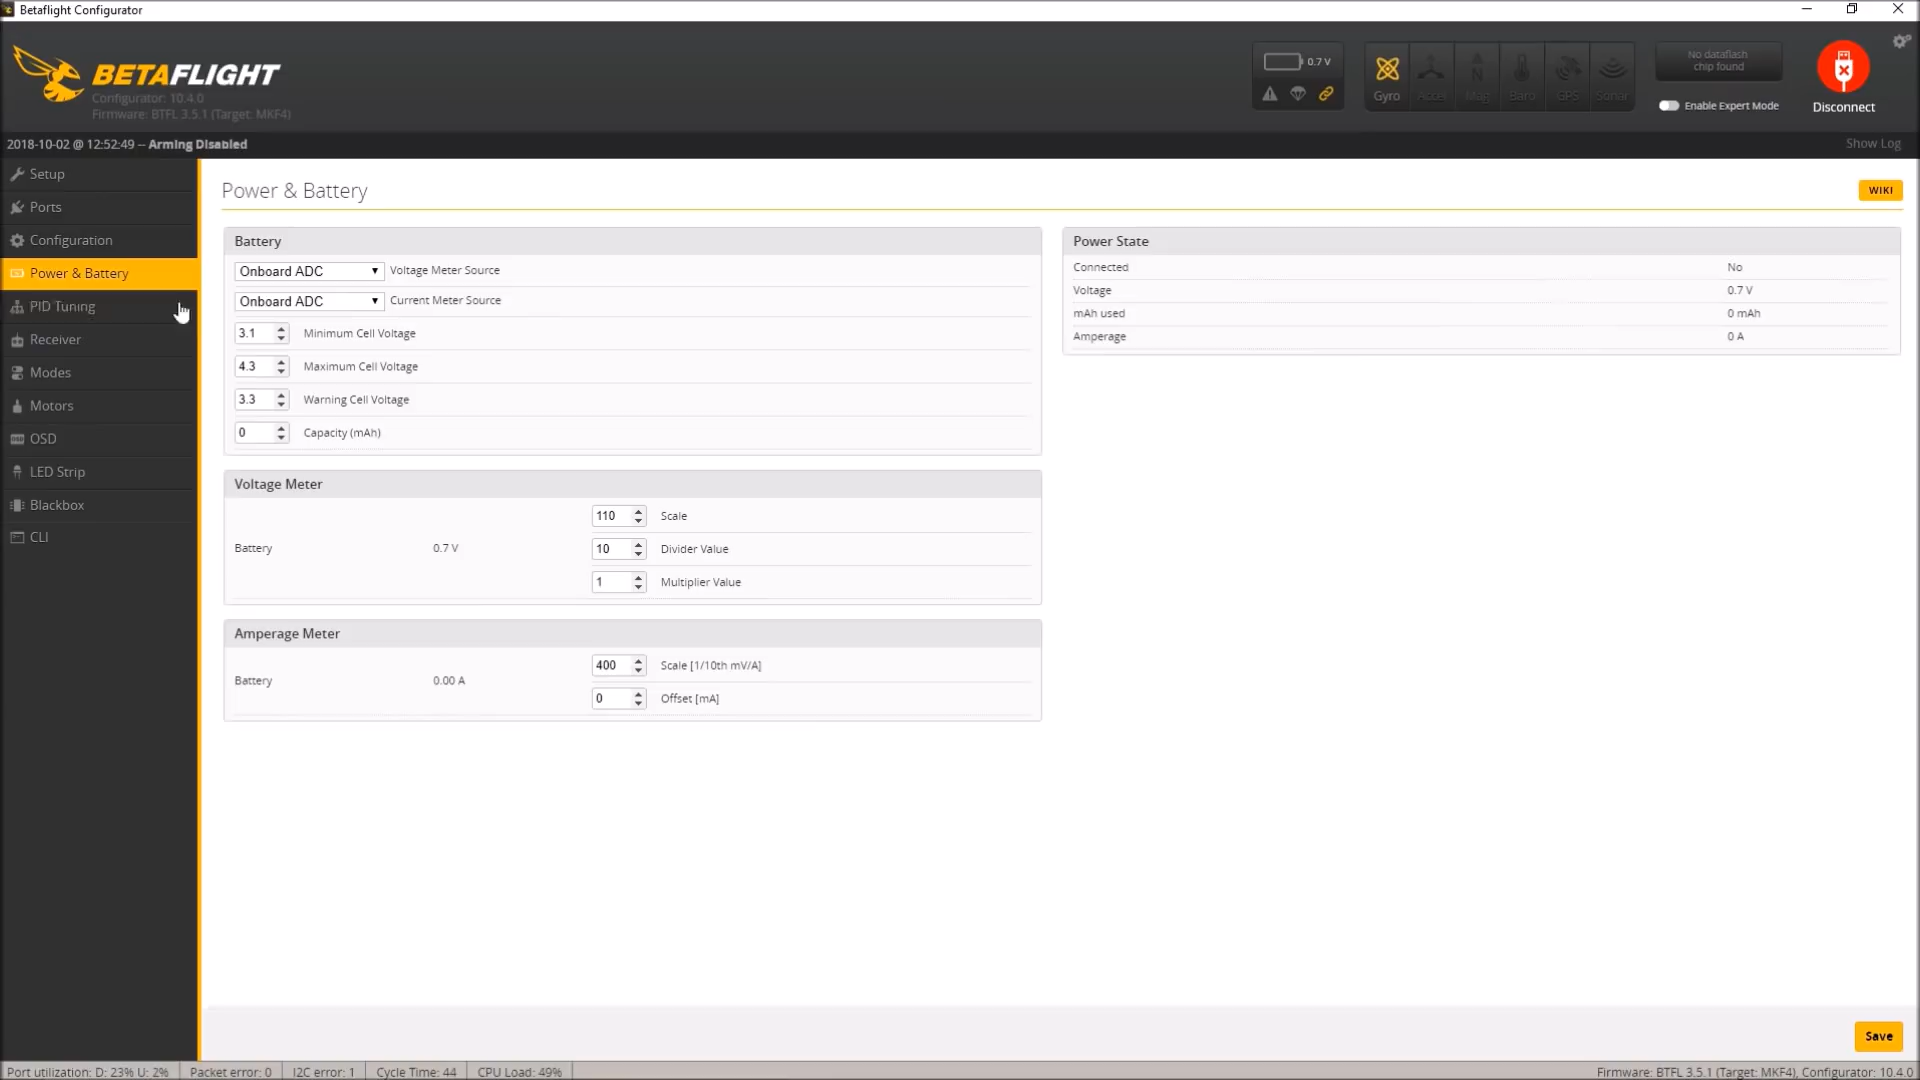 Betaflight Configurator
BETAFLIGHT
Configurator: 10.4.0
Firmware: BTFL 3.5.1 (Target: MKF4)
0.7 V
Gyro
Accel
Mag
Baro
GPS
Sonar
No dataflash
chip found
Enable Expert Mode
Disconnect
2018-10-02 @ 12:52:49 -- Arming Disabled
Show Log
Setup
Ports
Configuration
Power & Battery
PID Tuning
Receiver
Modes
Motors
OSD
LED Strip
Blackbox
CLI
Power & Battery
WIKI
Battery
Onboard ADC Voltage Meter Source
Onboard ADC Current Meter Source
3.1 Minimum Cell Voltage
4.3 Maximum Cell Voltage
3.3 Warning Cell Voltage
0 Capacity (mAh)
Power State
Connected No
Voltage 0.7 V
mAh used 0 mAh
Amperage 0 A
Voltage Meter
Battery 0.7 V
110 Scale
10 Divider Value
1 Multiplier Value
Amperage Meter
Battery 0.00 A
400 Scale [1/10th mV/A]
0 Offset [mA]
Save
Port utilization: D: 23% U: 2% Packet error: 0 I2C error: 1 Cycle Time: 44 CPU Load: 49% Firmware: BTFL 3.5.1 (Target: MKF4), Configurator: 10.4.0